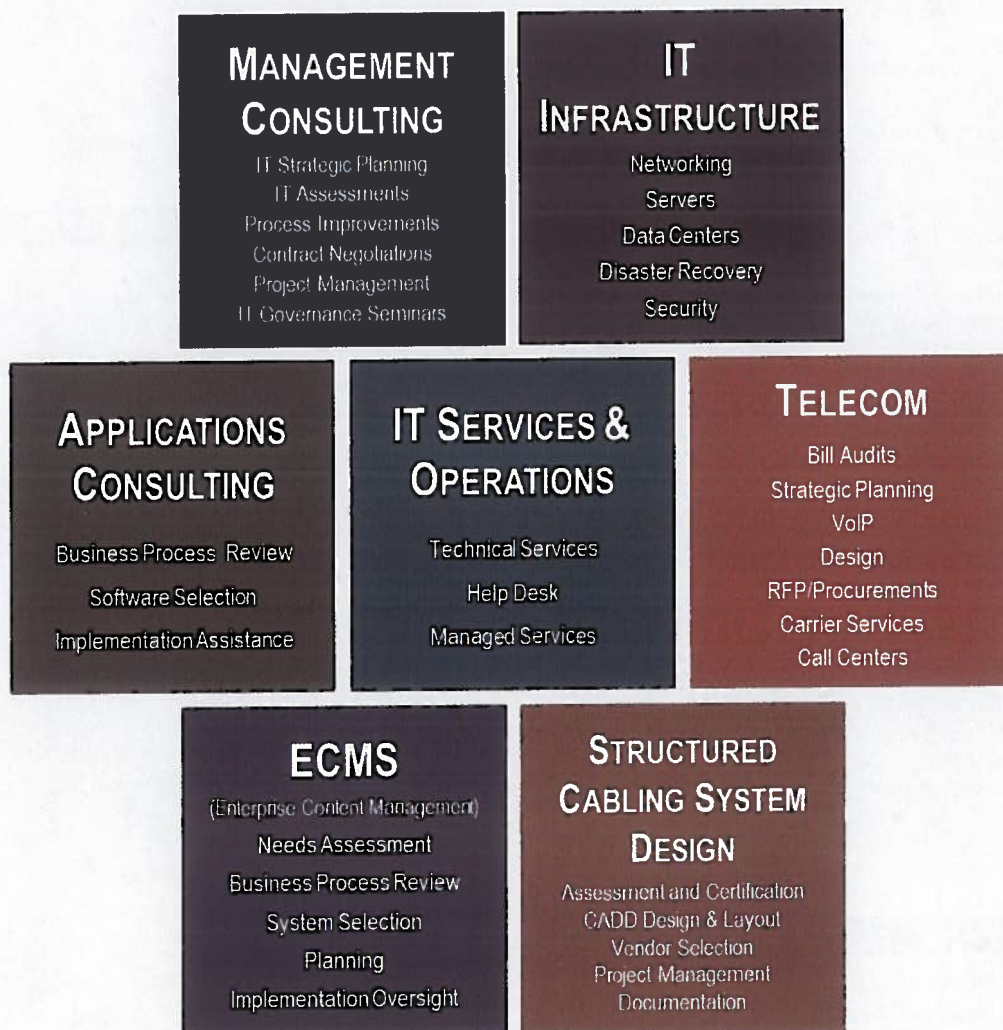 MANAGEMENT
CONSULTING
IT Strategic Planning
IT Assessments
Process Improvements
Contract Negotiations
Project Management
IT Governance Seminars
IT
INFRASTRUCTURE
Networking
Servers
Data Centers
Disaster Recovery
Security
APPLICATIONS
CONSULTING
Business Process Review
Software Selection
Implementation Assistance
IT SERVICES &
OPERATIONS
Technical Services
Help Desk
Managed Services
TELECOM
Bill Audits
Strategic Planning
VoIP
Design
RFP/Procurements
Carrier Services
Call Centers
ECMS
(Enterprise Content Management)
Needs Assessment
Business Process Review
System Selection
Planning
Implementation Oversight
STRUCTURED
CABLING SYSTEM
DESIGN
Assessment and Certification
CADD Design & Layout
Vendor Selection
Project Management
Documentation